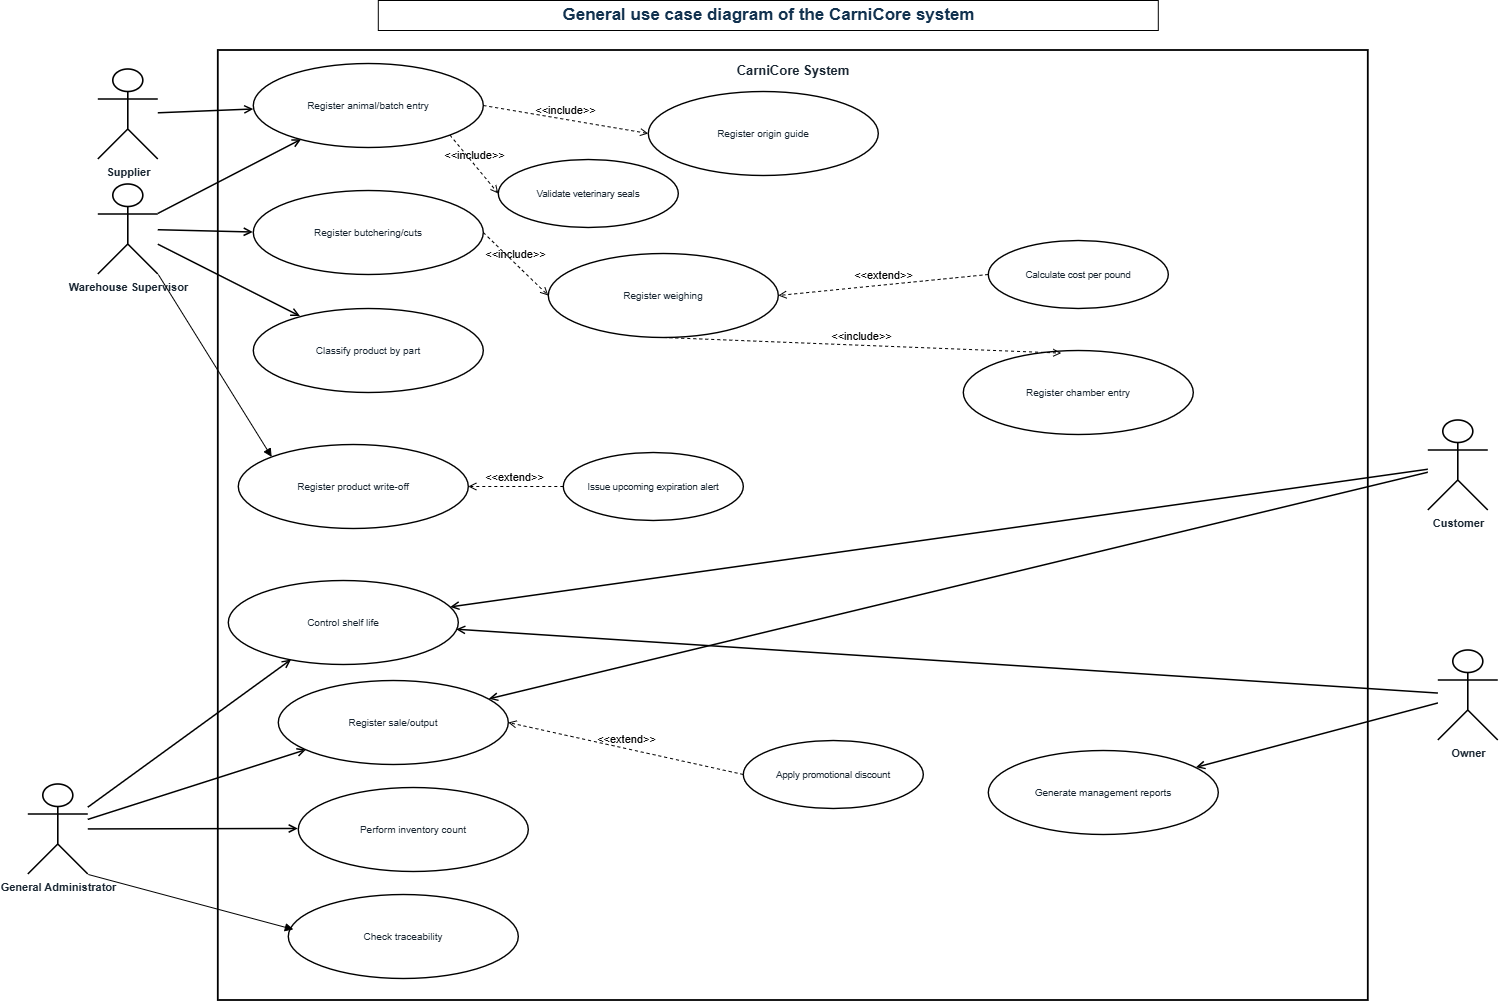 General use case diagram of the CarniCore system
CarniCore System
Register animal/batch entry
<<include>>
Register origin guide
Supplier
<<include>>
Validate veterinary seals
Warehouse Supervisor
Register butchering/cuts
<<include>>
Register weighing
<<extend>>
Calculate cost per pound
<<include>>
Classify product by part
Register chamber entry
Register product write-off
<<extend>>
Issue upcoming expiration alert
Customer
Control shelf life
Register sale/output
<<extend>>
Apply promotional discount
Owner
Generate management reports
Perform inventory count
General Administrator
Check traceability